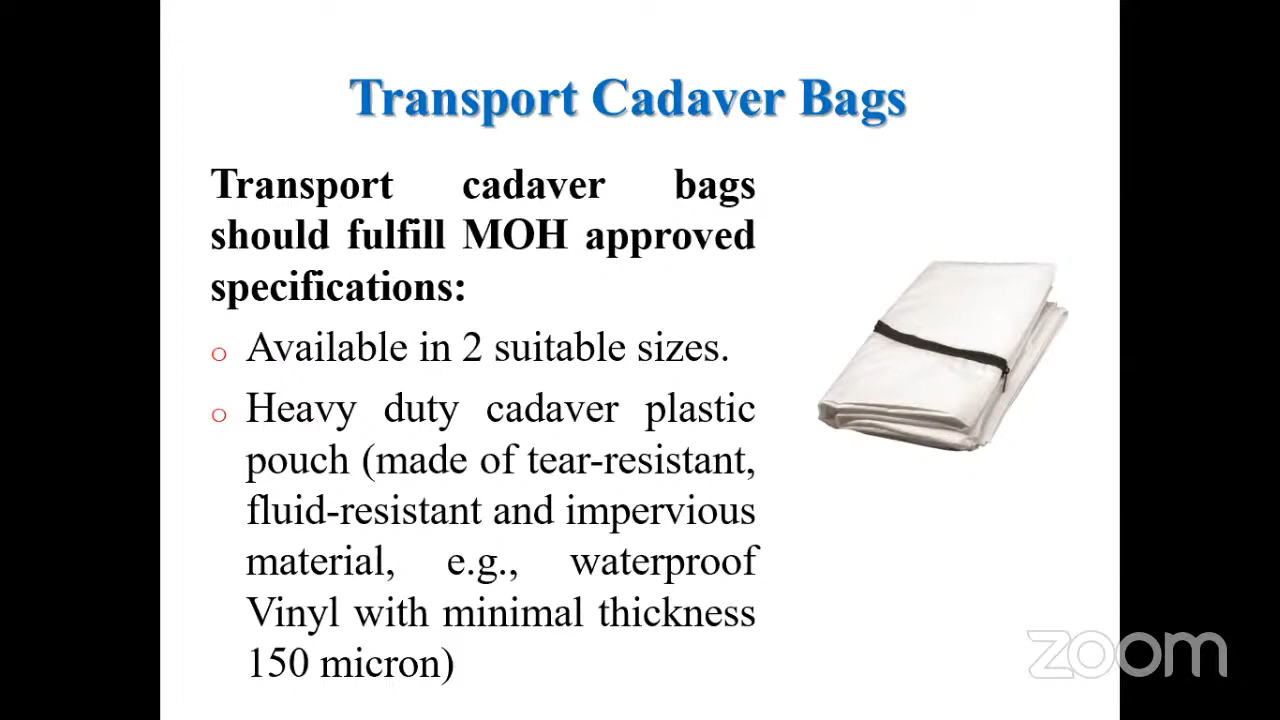 Transport Cadaver Bags
Transport cadaver bags
should fulfill MOH approved
specifications:
o Available in 2 suitable sizes.
o Heavy duty cadaver plastic
pouch (made of tear-resistant,
fluid-resistant and impervious
material, e.g., waterproof
Vinyl with minimal thickness
150 micron)
zoom